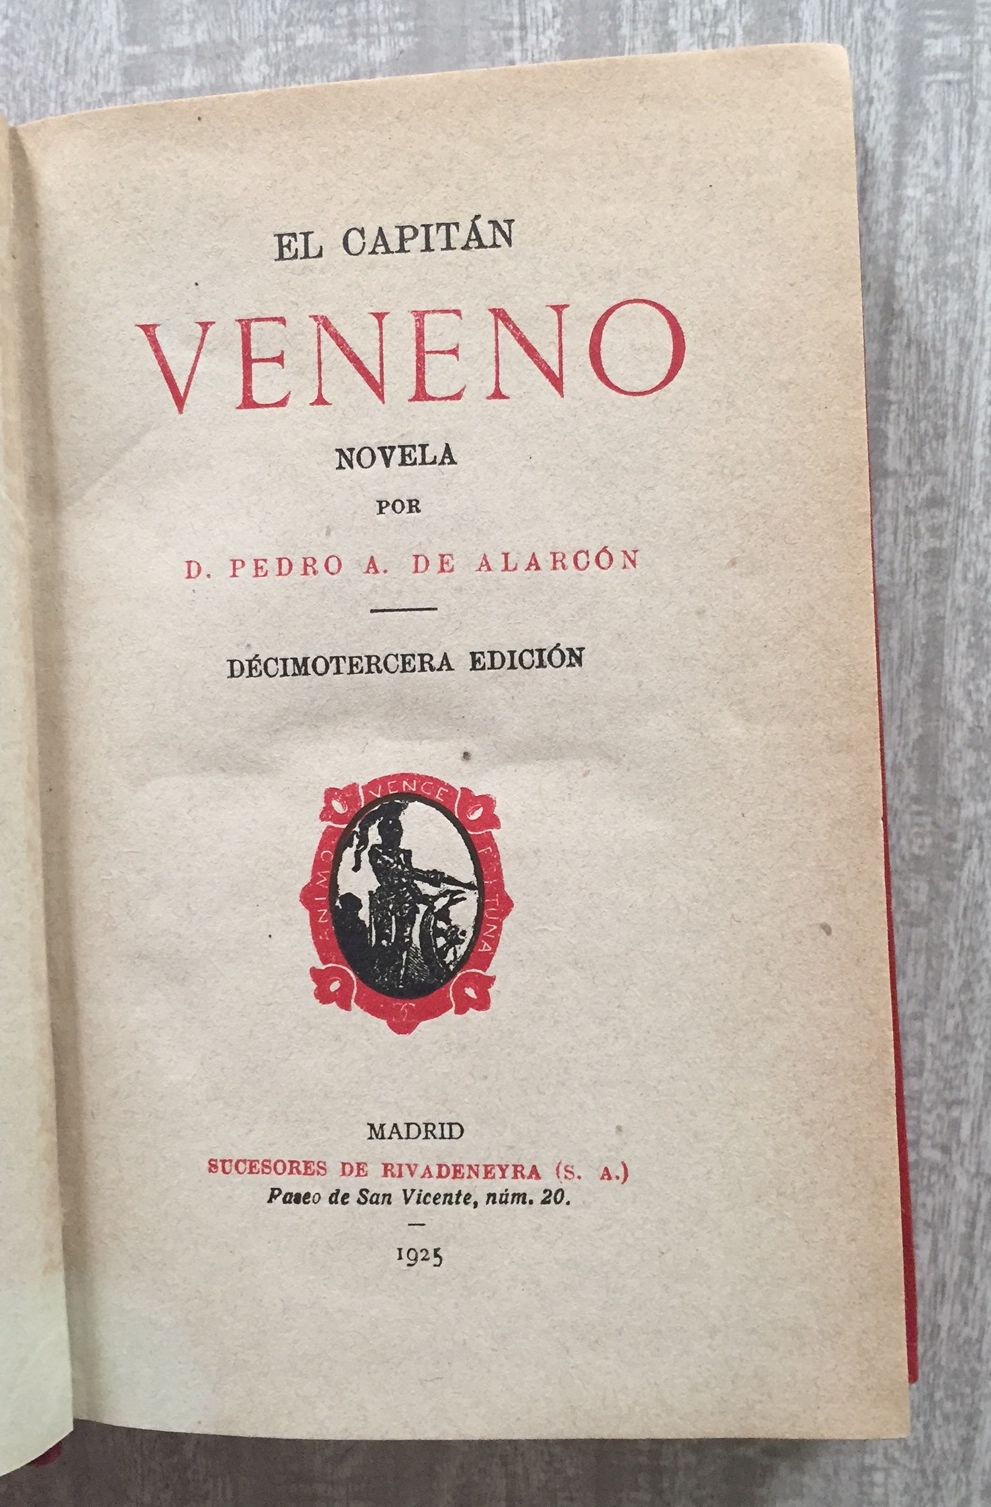 EL CAPITÁN
VENENO
NOVELA
POR
D. PEDRO A. DE ALARCÓN
DÉCIMOTERCERA EDICIÓN
VENCE
MADRID
SUCESORES DE RIVADENEYRA (S. A.)
Paseo de San Vicente, núm. 20.
1925